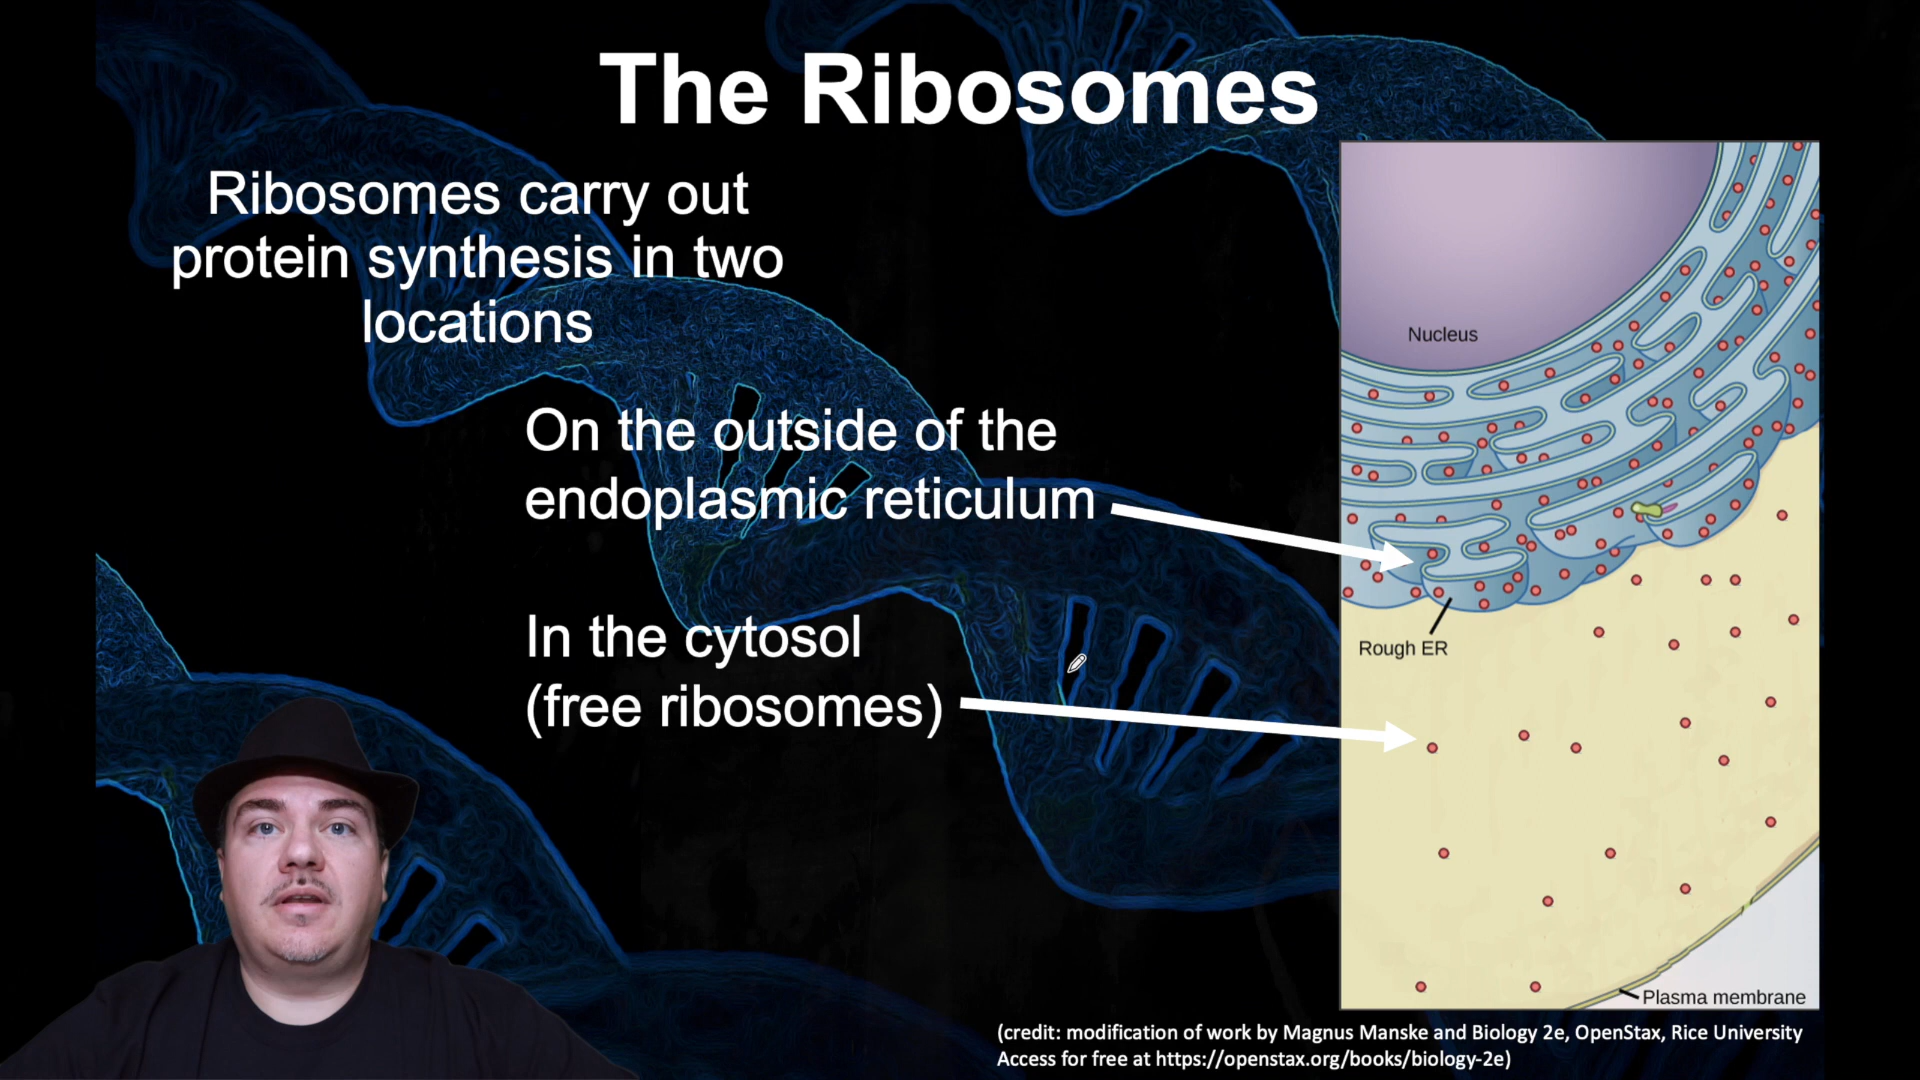 The Ribosomes
Ribosomes carry out
protein synthesis in two
locations
On the outside of the
endoplasmic reticulum
In the cytosol
(free ribosomes)
Nucleus
Rough ER
Plasma membrane
(credit: modification of work by Magnus Manske and Biology 2e, OpenStax, Rice University
Access for free at https://openstax.org/books/biology-2e)